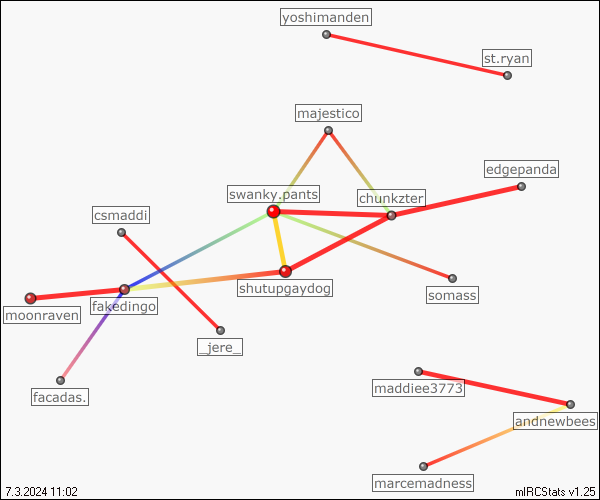 yoshimanden
st.ryan
majestico
edgepanda
swanky.pants
chunkzter
csmaddi
shutupgaydog
somass
fakedingo
moonraven
_jere_
maddiee3773
facadas.
andnewbees
marcemadness
7.3.2024 11:02
mIRCStats v1.25